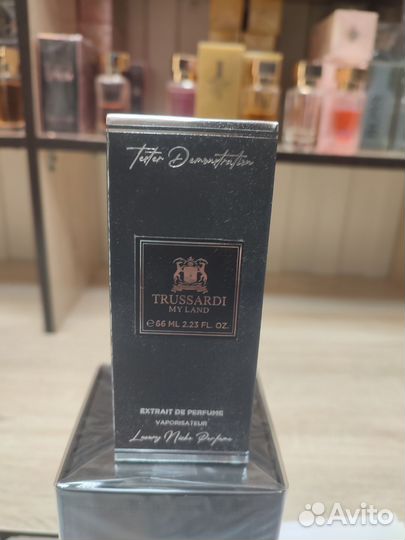 Tester Demonstration
TRUSSARDI
MY LAND
℮ 66 ML 2.23 FL. OZ.
EXTRAIT DE PERFUME
VAPORISATEUR
Luxury Niche Perfume
Avito